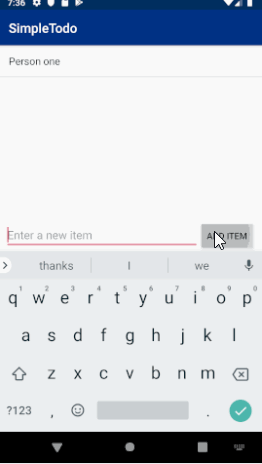 7:36
SimpleTodo
Person one
Enter a new item
ADD ITEM
thanks I we
1 2 3 4 5 6 7 8 9 0
q w e r t y u i o p
a s d f g h j k l
z x c v b n m
?123 , .